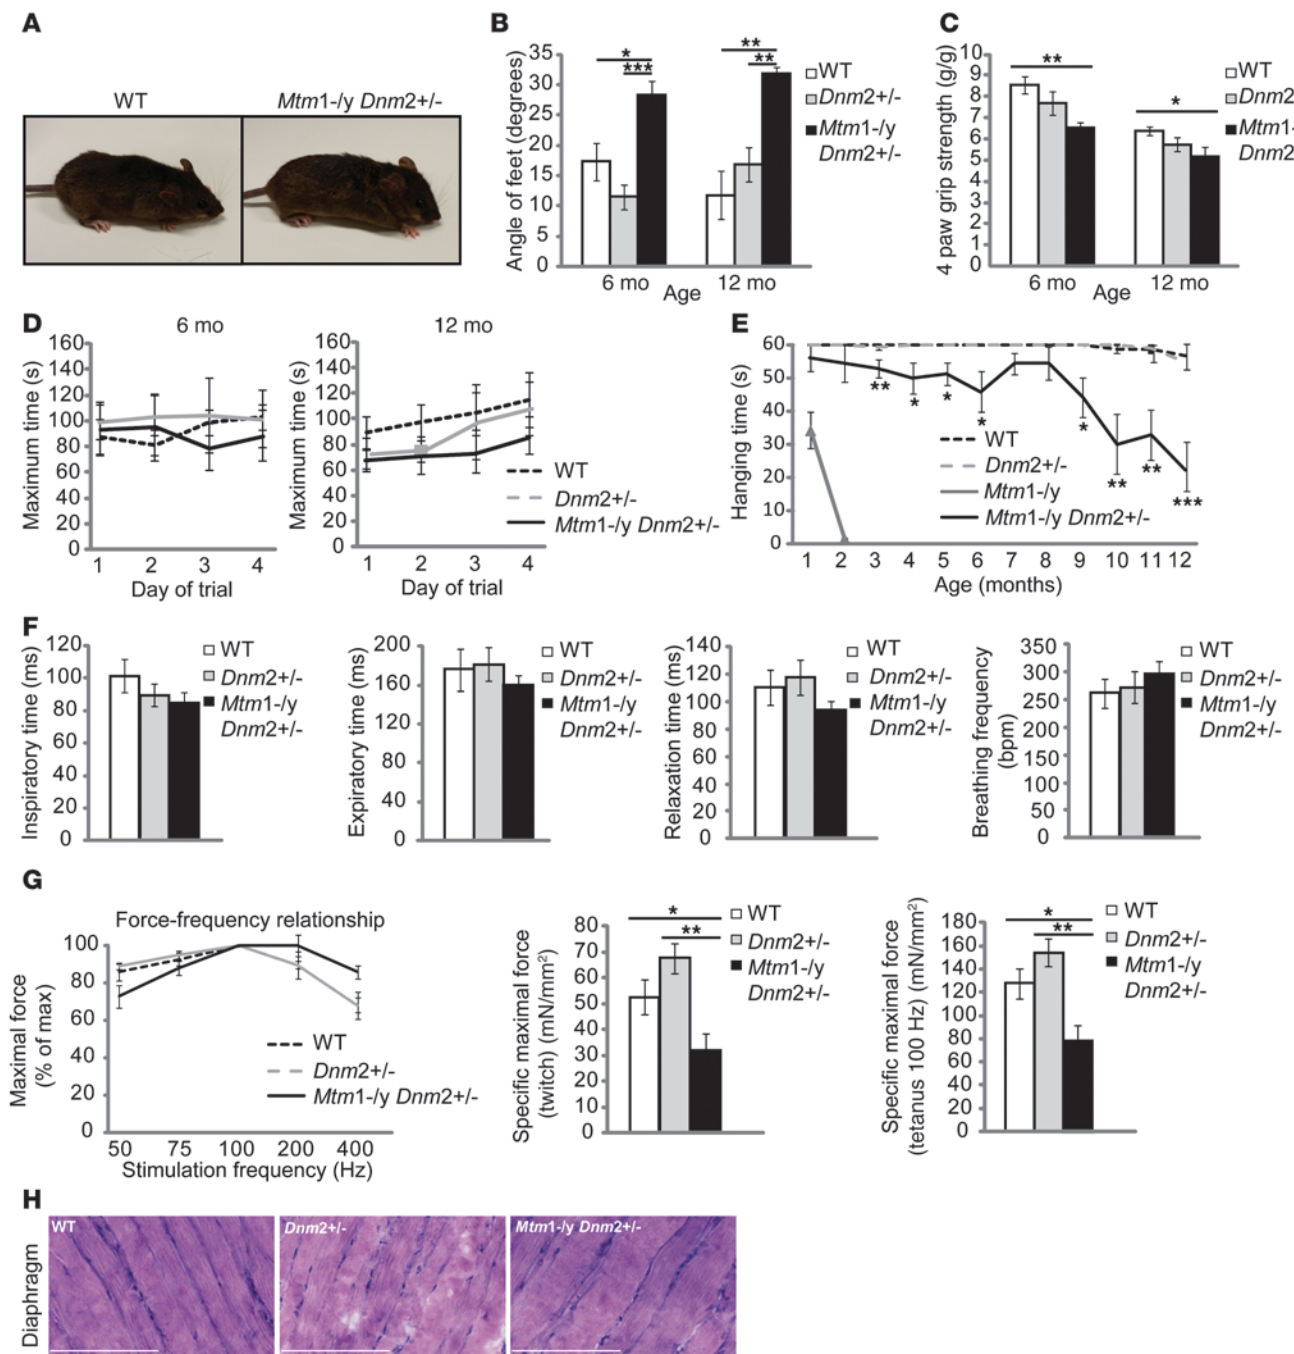 A
WT
Mtm1-/y Dnm2+/-
B
Angle of feet (degrees)
35
30
25
20
15
10
5
0
*
***
**
**
6 mo
12 mo
Age
WT
Dnm2+/-
Mtm1-/y
Dnm2+/-
C
4 paw grip strength (g/g)
10
9
8
7
6
5
4
3
2
1
0
**
*
6 mo
12 mo
Age
WT
Dnm2
Mtm1-
Dnm2
D
6 mo
Maximum time (s)
160
140
120
100
80
60
40
20
0
1 2 3 4
Day of trial
12 mo
Maximum time (s)
160
140
120
100
80
60
40
20
0
1 2 3 4
Day of trial
WT
Dnm2+/-
Mtm1-/y Dnm2+/-
E
Hanging time (s)
60
50
40
30
20
10
0
** * * * * ** ** ***
WT
Dnm2+/-
Mtm1-/y
Mtm1-/y Dnm2+/-
1 2 3 4 5 6 7 8 9 10 11 12
Age (months)
F
Inspiratory time (ms)
120
100
80
60
40
20
0
WT
Dnm2+/-
Mtm1-/y
Dnm2+/-
Expiratory time (ms)
200
160
120
80
40
0
WT
Dnm2+/-
Mtm1-/y
Dnm2+/-
Relaxation time (ms)
140
120
100
80
60
40
20
0
WT
Dnm2+/-
Mtm1-/y
Dnm2+/-
Breathing frequency
(bpm)
350
300
250
200
150
100
50
0
WT
Dnm2+/-
Mtm1-/y
Dnm2+/-
G
Force-frequency relationship
Maximal force
(% of max)
100
80
60
40
20
0
WT
Dnm2+/-
Mtm1-/y Dnm2+/-
50 75 100 200 400
Stimulation frequency (Hz)
Specific maximal force
(twitch) (mN/mm²)
80
70
60
50
40
30
20
10
0
*
**
WT
Dnm2+/-
Mtm1-/y
Dnm2+/-
Specific maximal force
(tetanus 100 Hz) (mN/mm²)
180
160
140
120
100
80
60
40
20
0
*
**
WT
Dnm2+/-
Mtm1-/y
Dnm2+/-
H
Diaphragm
WT
Dnm2+/-
Mtm1-/y Dnm2+/-